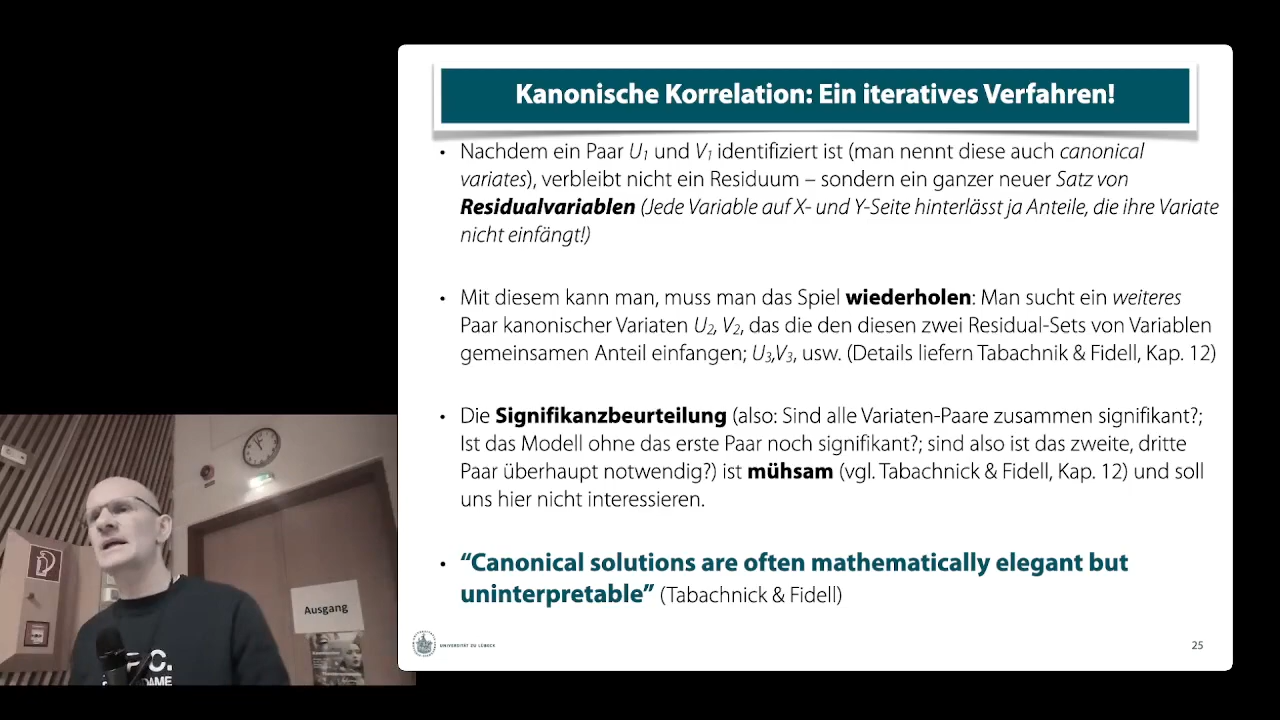 Kanonische Korrelation: Ein iteratives Verfahren!
• Nachdem ein Paar U1 und V1 identifiziert ist (man nennt diese auch canonical
variates), verbleibt nicht ein Residuum – sondern ein ganzer neuer Satz von
Residualvariablen (Jede Variable auf X- und Y-Seite hinterlässt ja Anteile, die ihre Variate
nicht einfängt!)
• Mit diesem kann man, muss man das Spiel wiederholen: Man sucht ein weiteres
Paar kanonischer Variaten U2, V2, das die den diesen zwei Residual-Sets von Variablen
gemeinsamen Anteil einfangen; U3,V3, usw. (Details liefern Tabachnik & Fidell, Kap. 12)
• Die Signifikanzbeurteilung (also: Sind alle Variaten-Paare zusammen signifikant?;
Ist das Modell ohne das erste Paar noch signifikant?; sind also ist das zweite, dritte
Paar überhaupt notwendig?) ist mühsam (vgl. Tabachnick & Fidell, Kap. 12) und soll
uns hier nicht interessieren.
• “Canonical solutions are often mathematically elegant but
uninterpretable” (Tabachnick & Fidell)
UNIVERSITÄT ZU LÜBECK
25
Ausgang